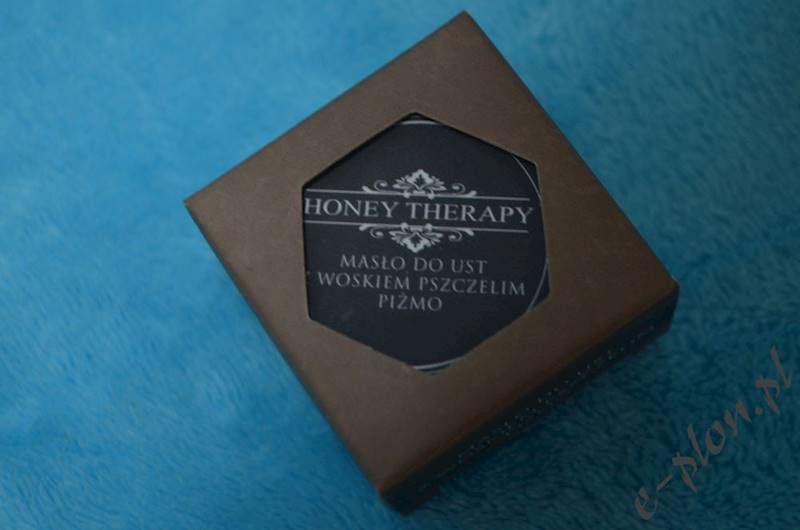 HONEY THERAPY
MASŁO DO UST
WOSKIEM PSZCZELIM
PIŻMO
e-plon.pl